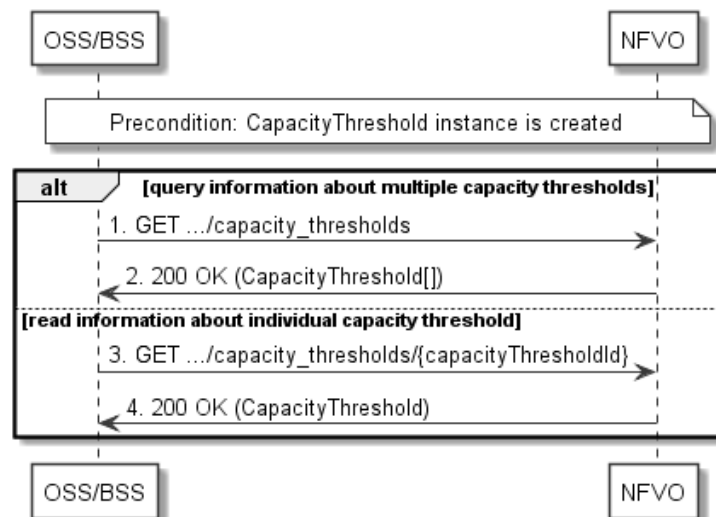 OSS/BSS
NFVO
Precondition: CapacityThreshold instance is created
alt
[query information about multiple capacity thresholds]
1. GET .../capacity_thresholds
2. 200 OK (CapacityThreshold[])
[read information about individual capacity threshold]
3. GET .../capacity_thresholds/{capacityThresholdId}
4. 200 OK (CapacityThreshold)
OSS/BSS
NFVO